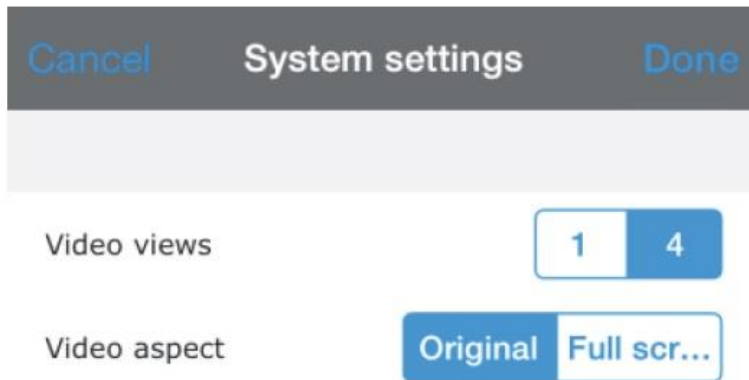 Cancel System settings Done
Video views 1 4
Video aspect Original Full scr...